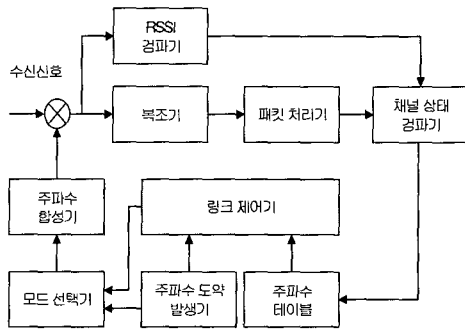 RSSI
검파기
수신신호
복조기
패킷 처리기
채널 상태
검파기
주파수
합성기
링크 제어기
모드 선택기
주파수 도약
발생기
주파수
테이블